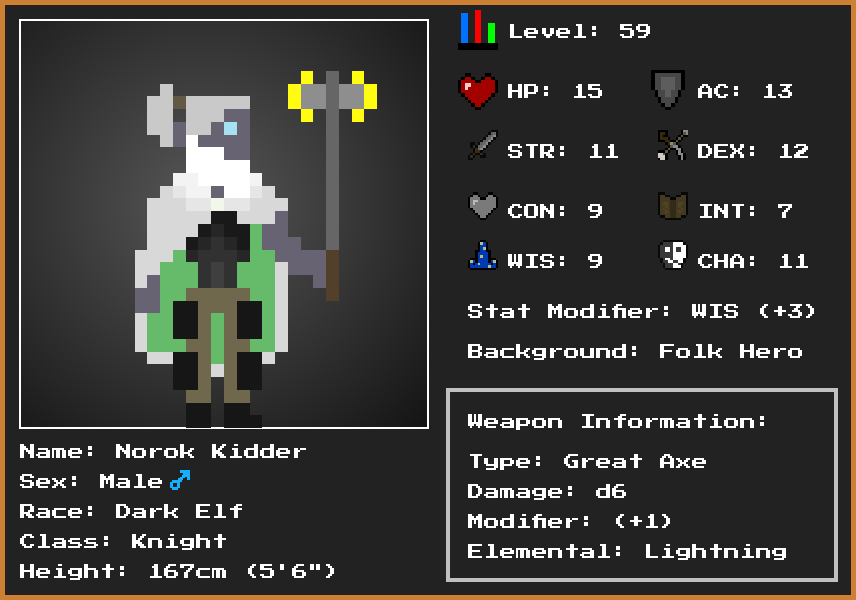 Level: 59
HP: 15 AC: 13
STR: 11 DEX: 12
CON: 9 INT: 7
WIS: 9 CHA: 11
Stat Modifier: WIS (+3)
Background: Folk Hero
Weapon Information:
Type: Great Axe
Damage: d6
Modifier: (+1)
Elemental: Lightning
Name: Norok Kidder
Sex: Male♂
Race: Dark Elf
Class: Knight
Height: 167cm (5'6")